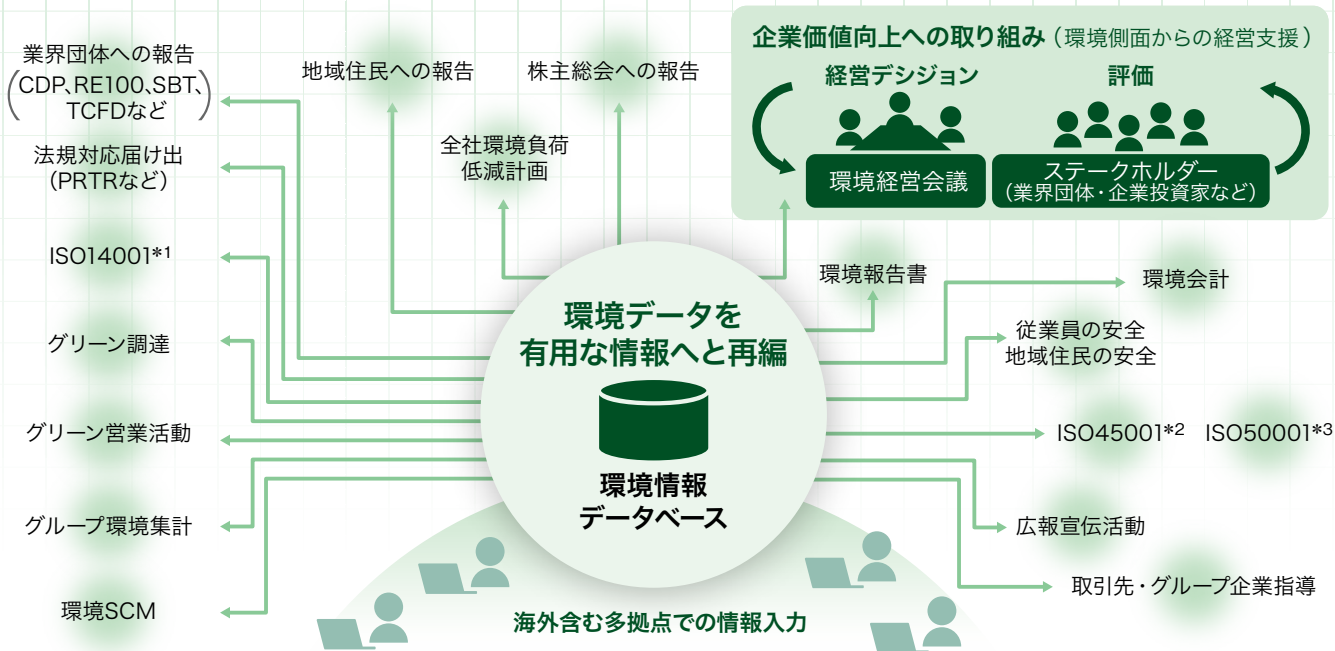 企業価値向上への取り組み（環境側面からの経営支援）
経営デシジョン
評価
環境経営会議
ステークホルダー
（業界団体・企業投資家など）
業界団体への報告
（CDP、RE100、SBT、
TCFDなど）
地域住民への報告
株主総会への報告
全社環境負荷
低減計画
法規対応届け出
（PRTRなど）
ISO14001*1
グリーン調達
グリーン営業活動
グループ環境集計
環境SCM
環境データを
有用な情報へと再編
環境情報
データベース
海外含む多拠点での情報入力
環境報告書
環境会計
従業員の安全
地域住民の安全
ISO45001*2 ISO50001*3
広報宣伝活動
取引先・グループ企業指導